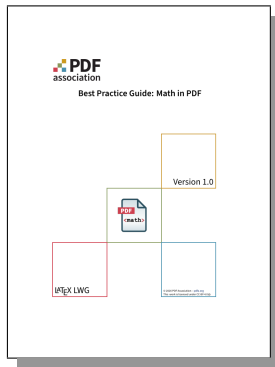 PDF
association
Best Practice Guide: Math in PDF
Version 1.0
PDF
<math>
LATEX LWG